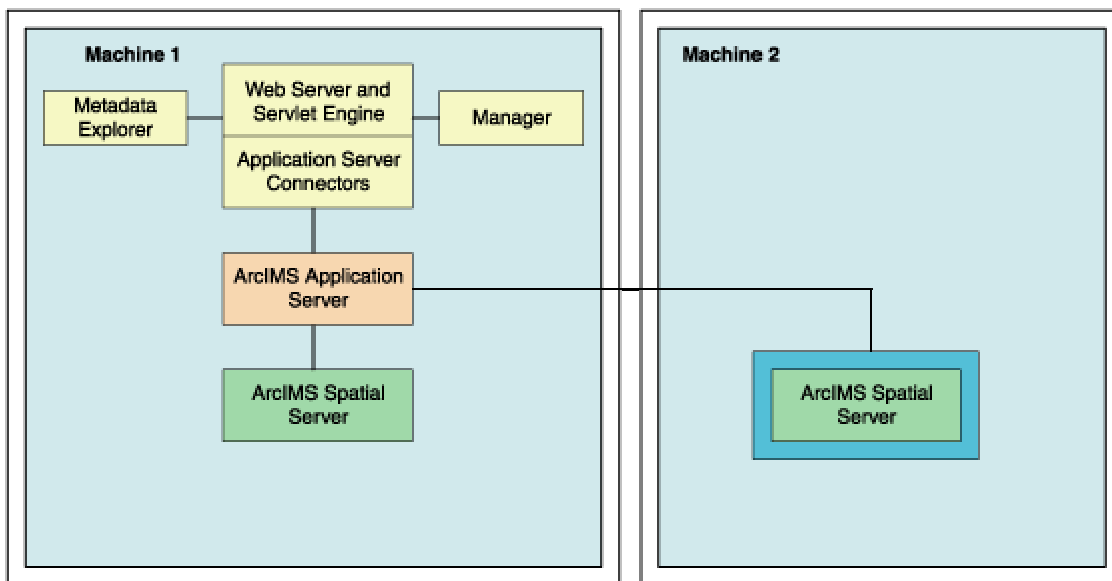 Machine 1
Metadata
Explorer
Web Server and
Servlet Engine
Manager
Application Server
Connectors
ArcIMS Application
Server
ArcIMS Spatial
Server
Machine 2
ArcIMS Spatial
Server